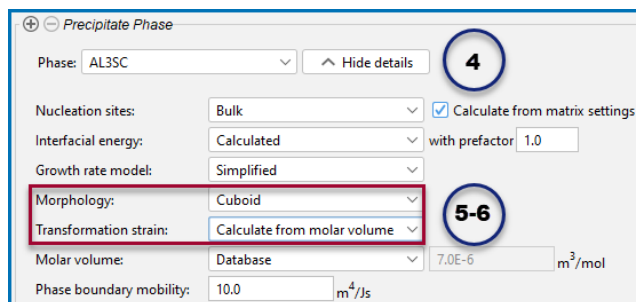 Precipitate Phase
Phase: AL3SC Hide details 4
Nucleation sites: Bulk Calculate from matrix settings
Interfacial energy: Calculated with prefactor 1.0
Growth rate model: Simplified
Morphology: Cuboid
5-6
Transformation strain: Calculate from molar volume
Molar volume: Database 7.0E-6 m³/mol
Phase boundary mobility: 10.0 m⁴/Js